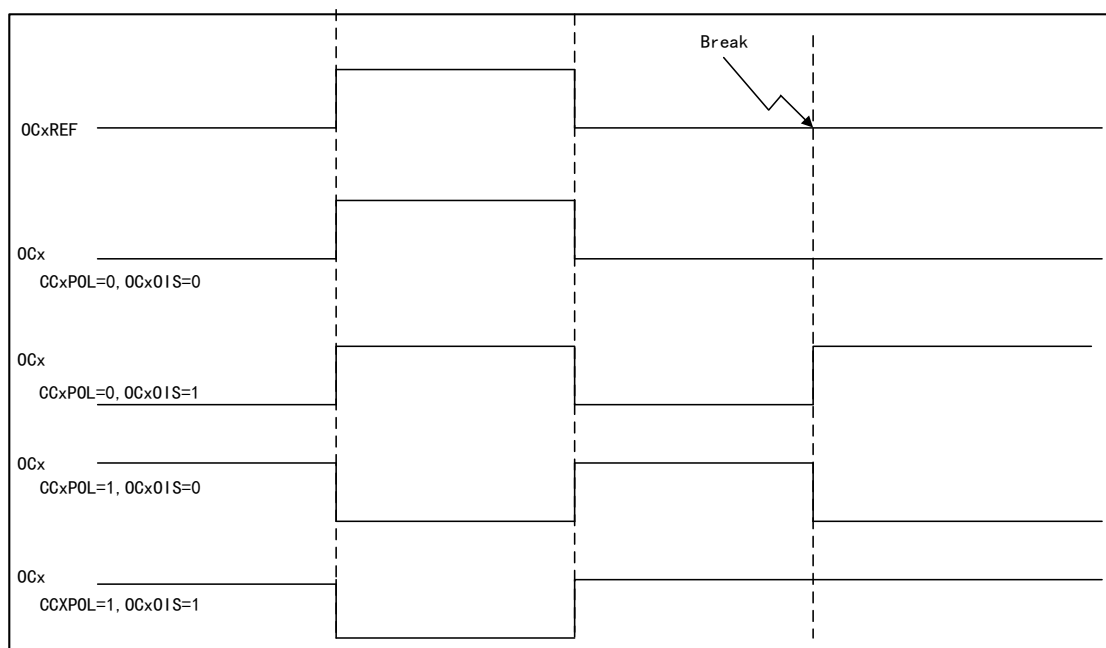 Break
OCxREF
OCx
CCxPOL=0,OCxOIS=0
OCx
CCxPOL=0,OCxOIS=1
OCx
CCxPOL=1,OCxOIS=0
OCx
CCXPOL=1,OCxOIS=1